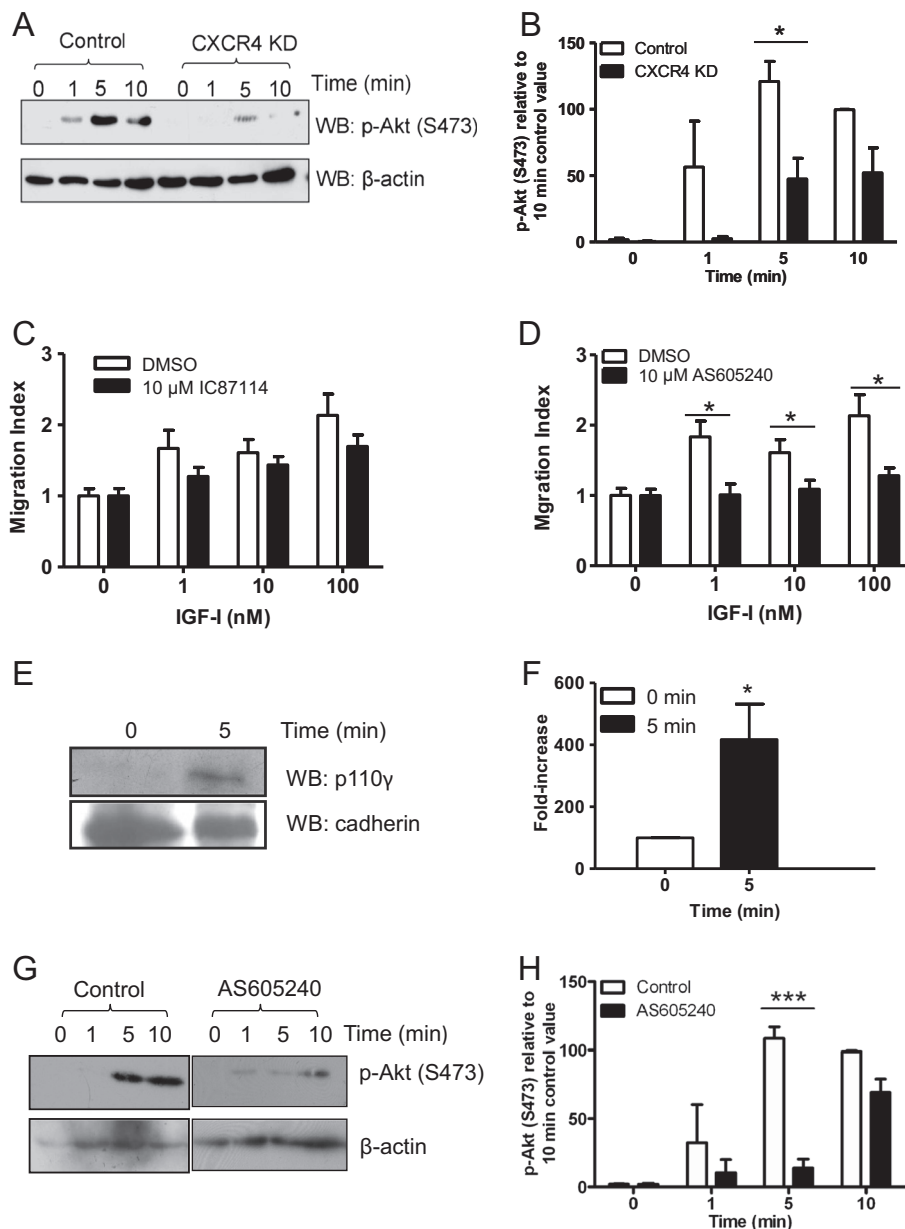 A
Control
CXCR4 KD
0 1 5 10 0 1 5 10 Time (min)
WB: p-Akt (S473)
WB: β-actin
B
p-Akt (S473) relative to
10 min control value
150
100
50
0
Control
CXCR4 KD
*
0 1 5 10
Time (min)
C
Migration Index
3
2
1
0
DMSO
10 µM IC87114
0 1 10 100
IGF-I (nM)
D
Mgration Index
3
2
1
0
DMSO
10 µM AS605240
* * *
0 1 10 100
IGF-I (nM)
E
0 5 Time (min)
WB: p110γ
WB: cadherin
F
Fold-increase
600
400
200
0
0 min
5 min
*
0 5
Time (min)
G
Control
AS605240
0 1 5 10 0 1 5 10 Time (min)
p-Akt (S473)
β-actin
H
p-Akt (S473) relative to
10 min control value
150
100
50
0
Control
AS605240
***
0 1 5 10
Time (min)